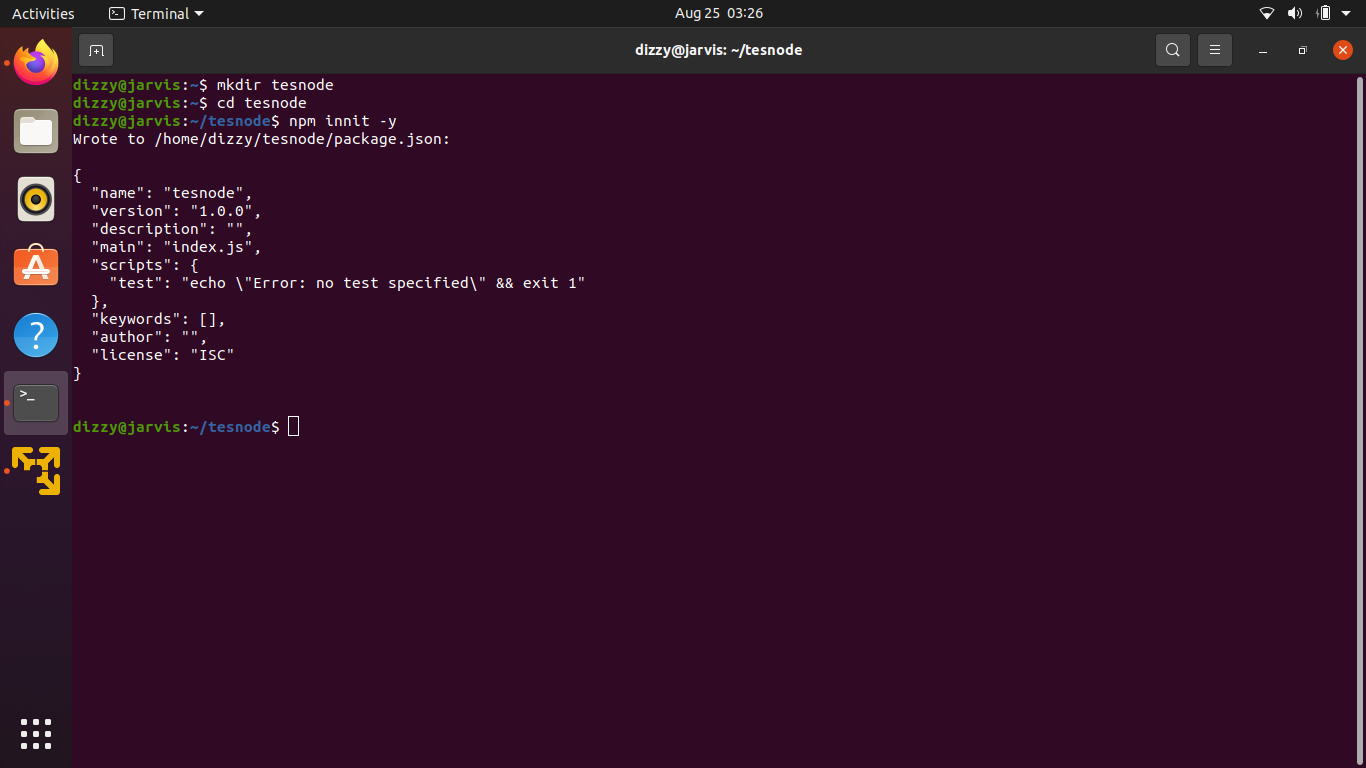 Activities
Terminal
Aug 25 03:26
dizzy@jarvis: ~/tesnode
dizzy@jarvis:~$ mkdir tesnode
dizzy@jarvis:~$ cd tesnode
dizzy@jarvis:~/tesnode$ npm innit -y
Wrote to /home/dizzy/tesnode/package.json:
{
  "name": "tesnode",
  "version": "1.0.0",
  "description": "",
  "main": "index.js",
  "scripts": {
    "test": "echo \"Error: no test specified\" && exit 1"
  },
  "keywords": [],
  "author": "",
  "license": "ISC"
}
dizzy@jarvis:~/tesnode$